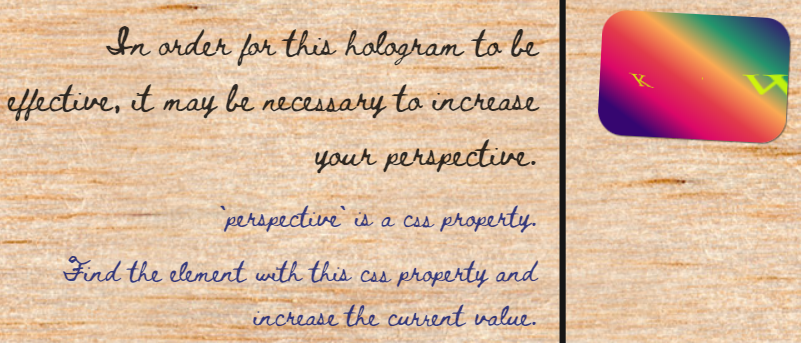 In order for this hologram to be
effective, it may be necessary to increase
your perspective.
`perspective` is a css property.
Find the element with this css property and
increase the current value.
K